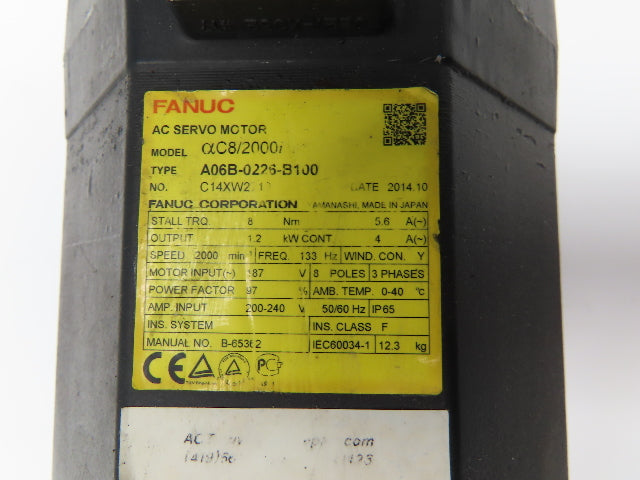 FANUC
AC SERVO MOTOR
MODEL αC8/2000i
TYPE A06B-0226-B100
NO. DATE 2014.10
FANUC CORPORATION YAMANASHI, MADE IN JAPAN
STALL TRQ. 8 Nm 5.6 A(~)
OUTPUT 1.2 kW CONT. 4 A(~)
SPEED 2000 min FREQ. 133 Hz WIND. CON. Y
MOTOR INPUT(~) 187 V 8 POLES 3 PHASES
POWER FACTOR 97 % AMB. TEMP. 0-40 ℃
AMP. INPUT 200-240 V 50/60 Hz IP65
INS. SYSTEM INS. CLASS F
MANUAL NO. IEC60034-1 12.3 kg
CE
com